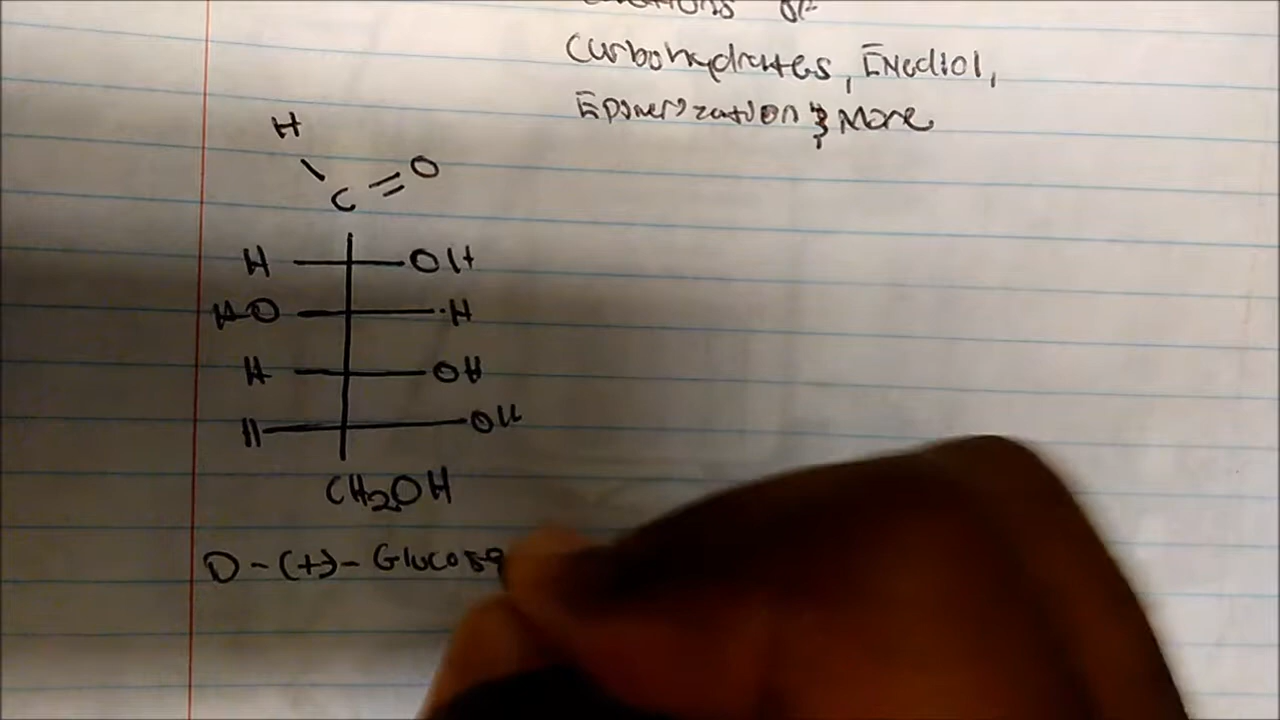 Carbohydrates, Enediol,
Epimerization & More
H
C = O
H OH
HO H
H OH
H OH
CH2OH
D-(+)- Glucose